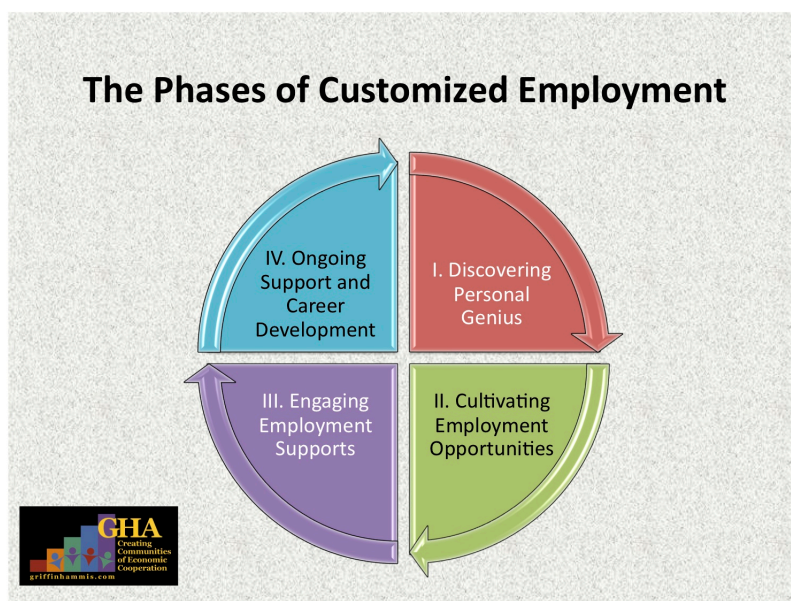 The Phases of Customized Employment
IV. Ongoing
Support and
Career
Development
I. Discovering
Personal
Genius
III. Engaging
Employment
Supports
II. Cultivating
Employment
Opportunities
GHA
Creating
Communities
of Economic
Cooperation
griffinhammis.com